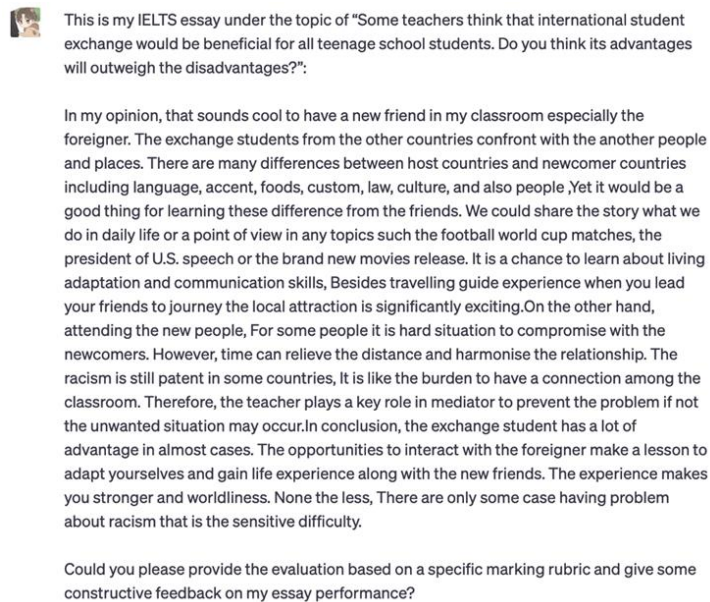 This is my IELTS essay under the topic of “Some teachers think that international student
exchange would be beneficial for all teenage school students. Do you think its advantages
will outweigh the disadvantages?”:
In my opinion, that sounds cool to have a new friend in my classroom especially the
foreigner. The exchange students from the other countries confront with the another people
and places. There are many differences between host countries and newcomer countries
including language, accent, foods, custom, law, culture, and also people ,Yet it would be a
good thing for learning these difference from the friends. We could share the story what we
do in daily life or a point of view in any topics such the football world cup matches, the
president of U.S. speech or the brand new movies release. It is a chance to learn about living
adaptation and communication skills, Besides travelling guide experience when you lead
your friends to journey the local attraction is significantly exciting.On the other hand,
attending the new people, For some people it is hard situation to compromise with the
newcomers. However, time can relieve the distance and harmonise the relationship. The
racism is still patent in some countries, It is like the burden to have a connection among the
classroom. Therefore, the teacher plays a key role in mediator to prevent the problem if not
the unwanted situation may occur.In conclusion, the exchange student has a lot of
advantage in almost cases. The opportunities to interact with the foreigner make a lesson to
adapt yourselves and gain life experience along with the new friends. The experience makes
you stronger and worldliness. None the less, There are only some case having problem
about racism that is the sensitive difficulty.
Could you please provide the evaluation based on a specific marking rubric and give some
constructive feedback on my essay performance?